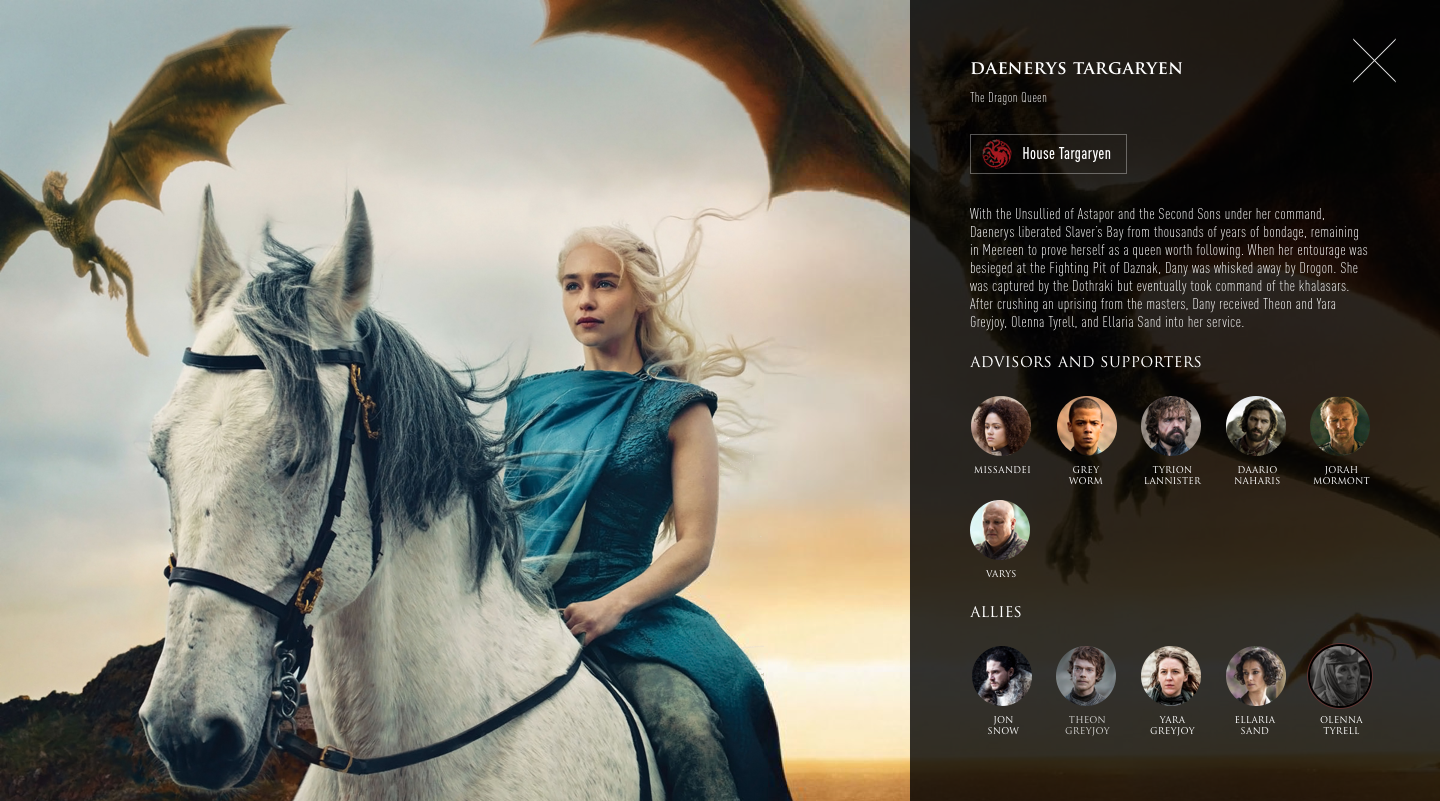 DAENERYS TARGARYEN
The Dragon Queen
House Targaryen
With the Unsullied of Astapor and the Second Sons under her command,
Daenerys liberated Slaver's Bay from thousands of years of bondage, remaining
in Meereen to prove herself as a queen worth following. When her entourage was
besieged at the Fighting Pit of Daznak, Dany was whisked away by Drogon. She
was captured by the Dothraki but eventually took command of the khalasars.
After crushing an uprising from the masters, Dany received Theon and Yara
Greyjoy, Olenna Tyrell, and Ellaria Sand into her service.
ADVISORS AND SUPPORTERS
MISSANDEI
GREY
WORM
TYRION
LANNISTER
DAARIO
NAHARIS
JORAH
MORMONT
VARYS
ALLIES
JON
SNOW
THEON
GREYJOY
YARA
GREYJOY
ELLARIA
SAND
OLENNA
TYRELL